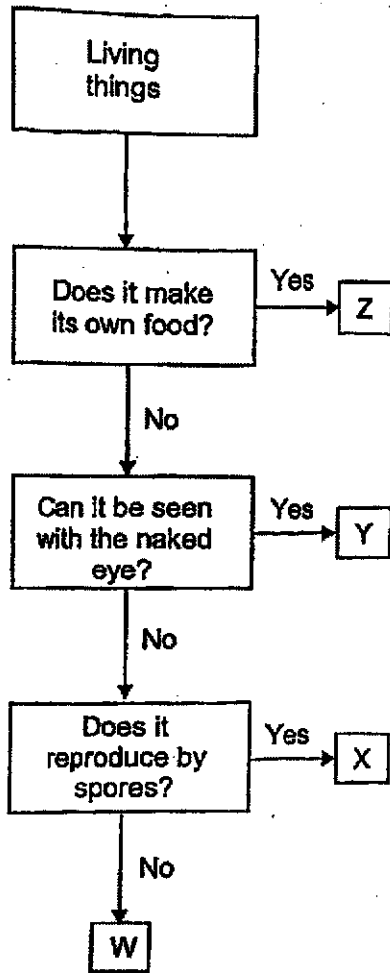 Living
things
Does it make
its own food?
Yes
Z
No
Can it be seen
with the naked
eye?
Yes
Y
No
Does it
reproduce by
spores?
Yes
X
No
W